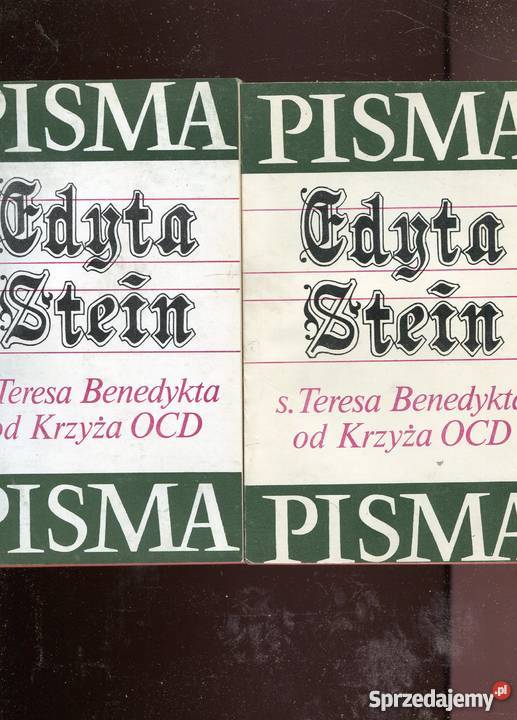 PISMA
Edyta
Stein
Teresa Benedykta
od Krzyża OCD
PISMA
PISMA
Edyta
Stein
s. Teresa Benedykta
od Krzyża OCD
PISMA
Sprzedajemy.pl